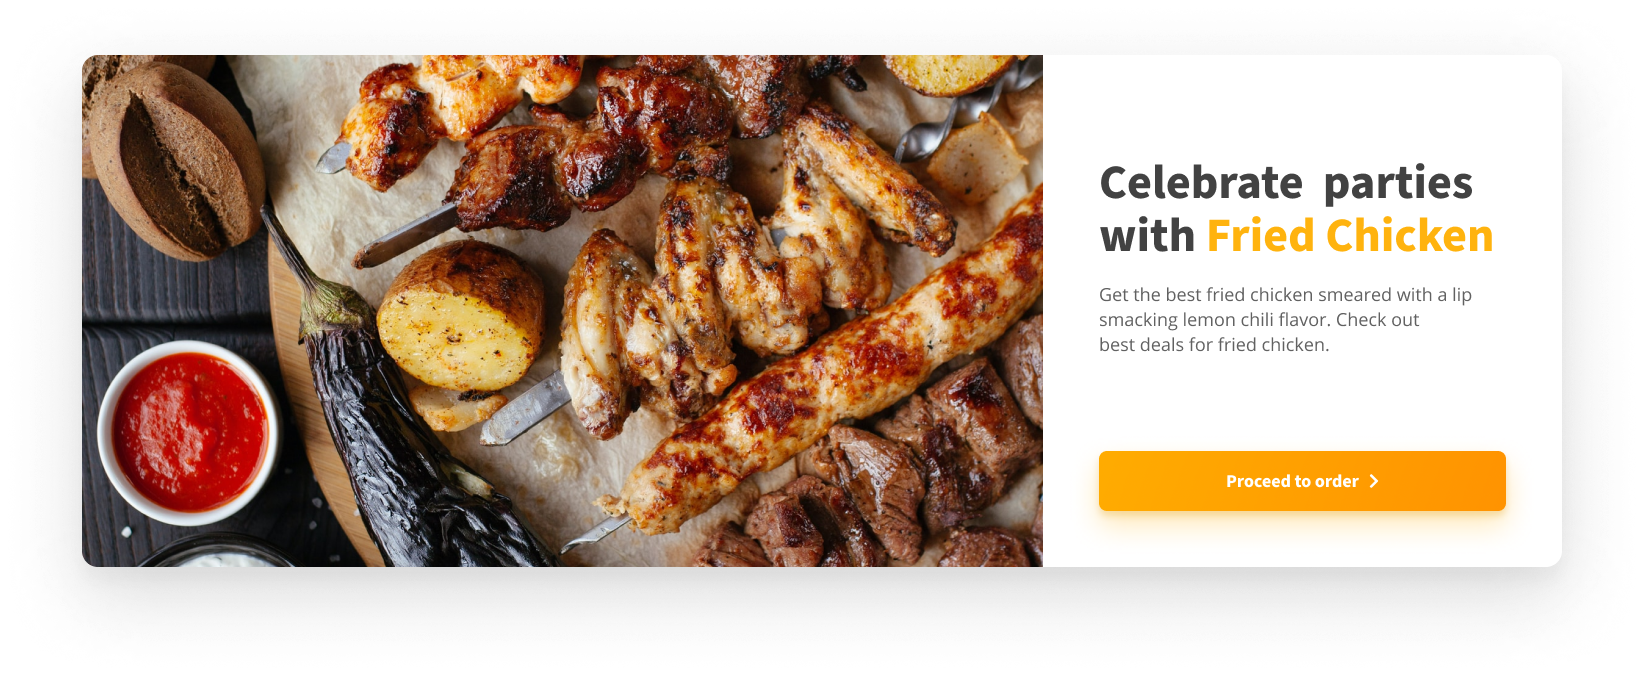 Celebrate  parties
with Fried Chicken
Get the best fried chicken smeared with a lip
smacking lemon chili flavor. Check out
best deals for fried chicken.
Proceed to order